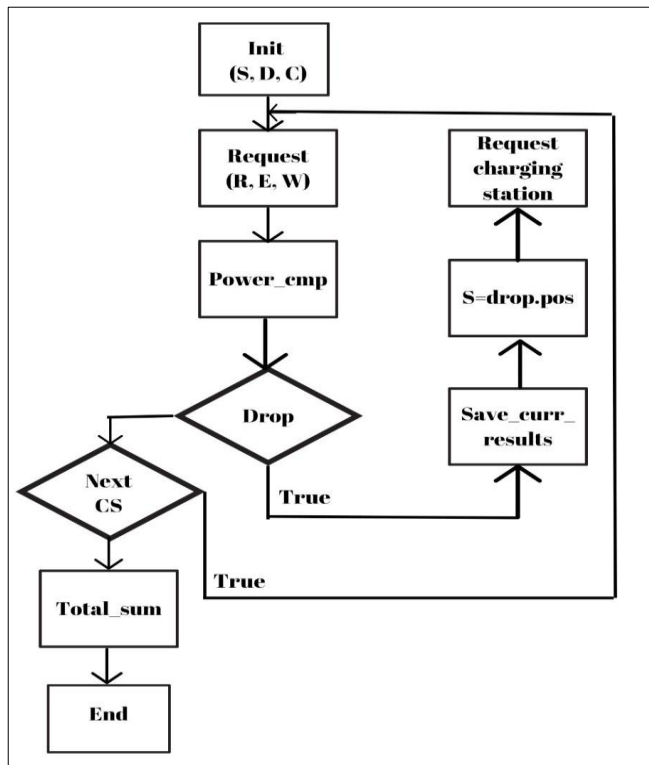 Init
(S, D, C)
Request
(R, E, W)
Power_cmp
Drop
True
Next
CS
True
Total_sum
End
Save_curr_
results
S=drop.pos
Request
charging
station